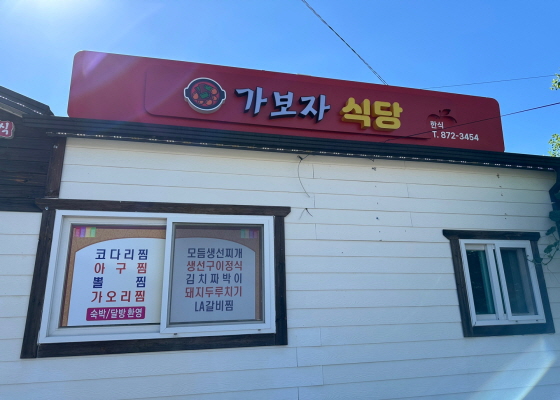 가보자 식당
한식
T. 872-3454
식
코다리찜
아구찜
뽈찜
가오리찜
숙박/달방 환영
모듬생선찌개
생선구이정식
김치짜박이
돼지두루치기
LA갈비찜